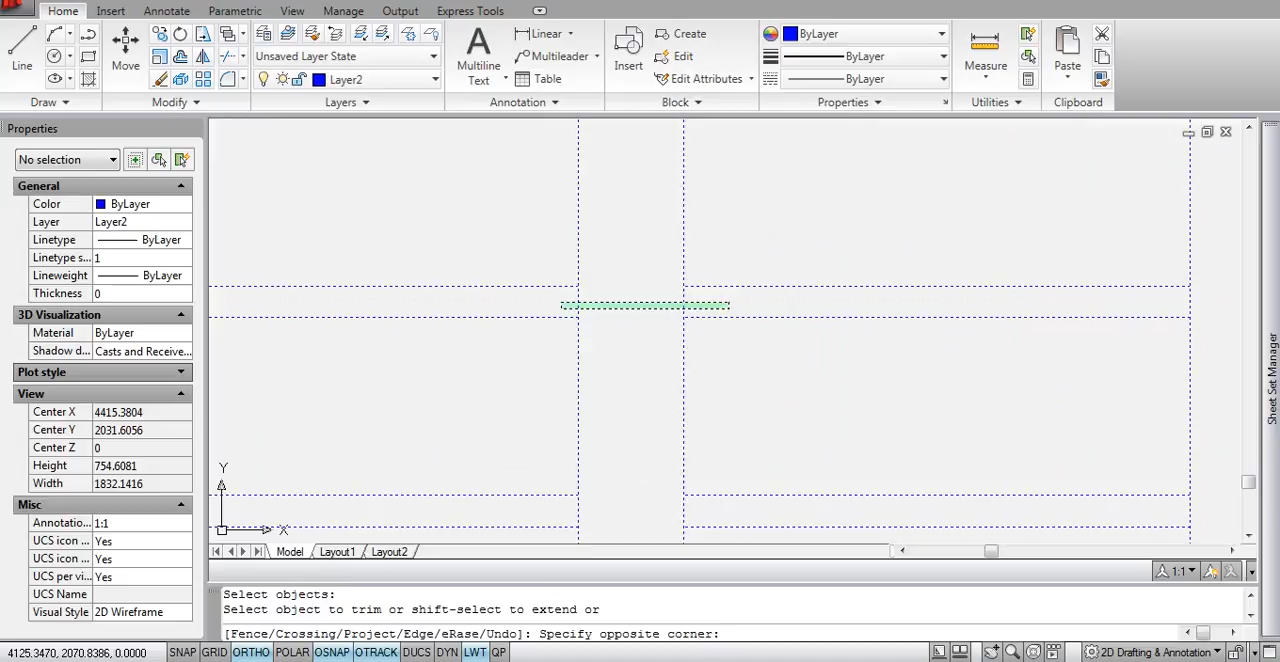 Home Insert Annotate Parametric View Manage Output Express Tools
Line
Move
Unsaved Layer State
Layer2
Multiline
Text
Linear
Multileader
Table
Insert
Create
Edit
Edit Attributes
ByLayer
ByLayer
ByLayer
Measure
Paste
Draw Modify Layers Annotation Block Properties Utilities Clipboard
Properties
No selection
General
Color ByLayer
Layer Layer2
Linetype ByLayer
Linetype s... 1
Lineweight ByLayer
Thickness 0
3D Visualization
Material ByLayer
Shadow d... Casts and Receive...
Plot style
View
Center X 4415.3804
Center Y 2031.6056
Center Z 0
Height 754.6081
Width 1832.1416
Misc
Annotatio... 1:1
UCS icon ... Yes
UCS icon ... Yes
UCS per vi... Yes
UCS Name
Visual Style 2D Wireframe
Y
X
Sheet Set Manager
Model Layout1 Layout2
1:1
Select objects:
Select object to trim or shift-select to extend or
[Fence/Crossing/Project/Edge/eRase/Undo]: Specify opposite corner:
4125.3470, 2070.8386, 0.0000 SNAP GRID ORTHO POLAR OSNAP OTRACK DUCS DYN LWT QP 2D Drafting & Annotation